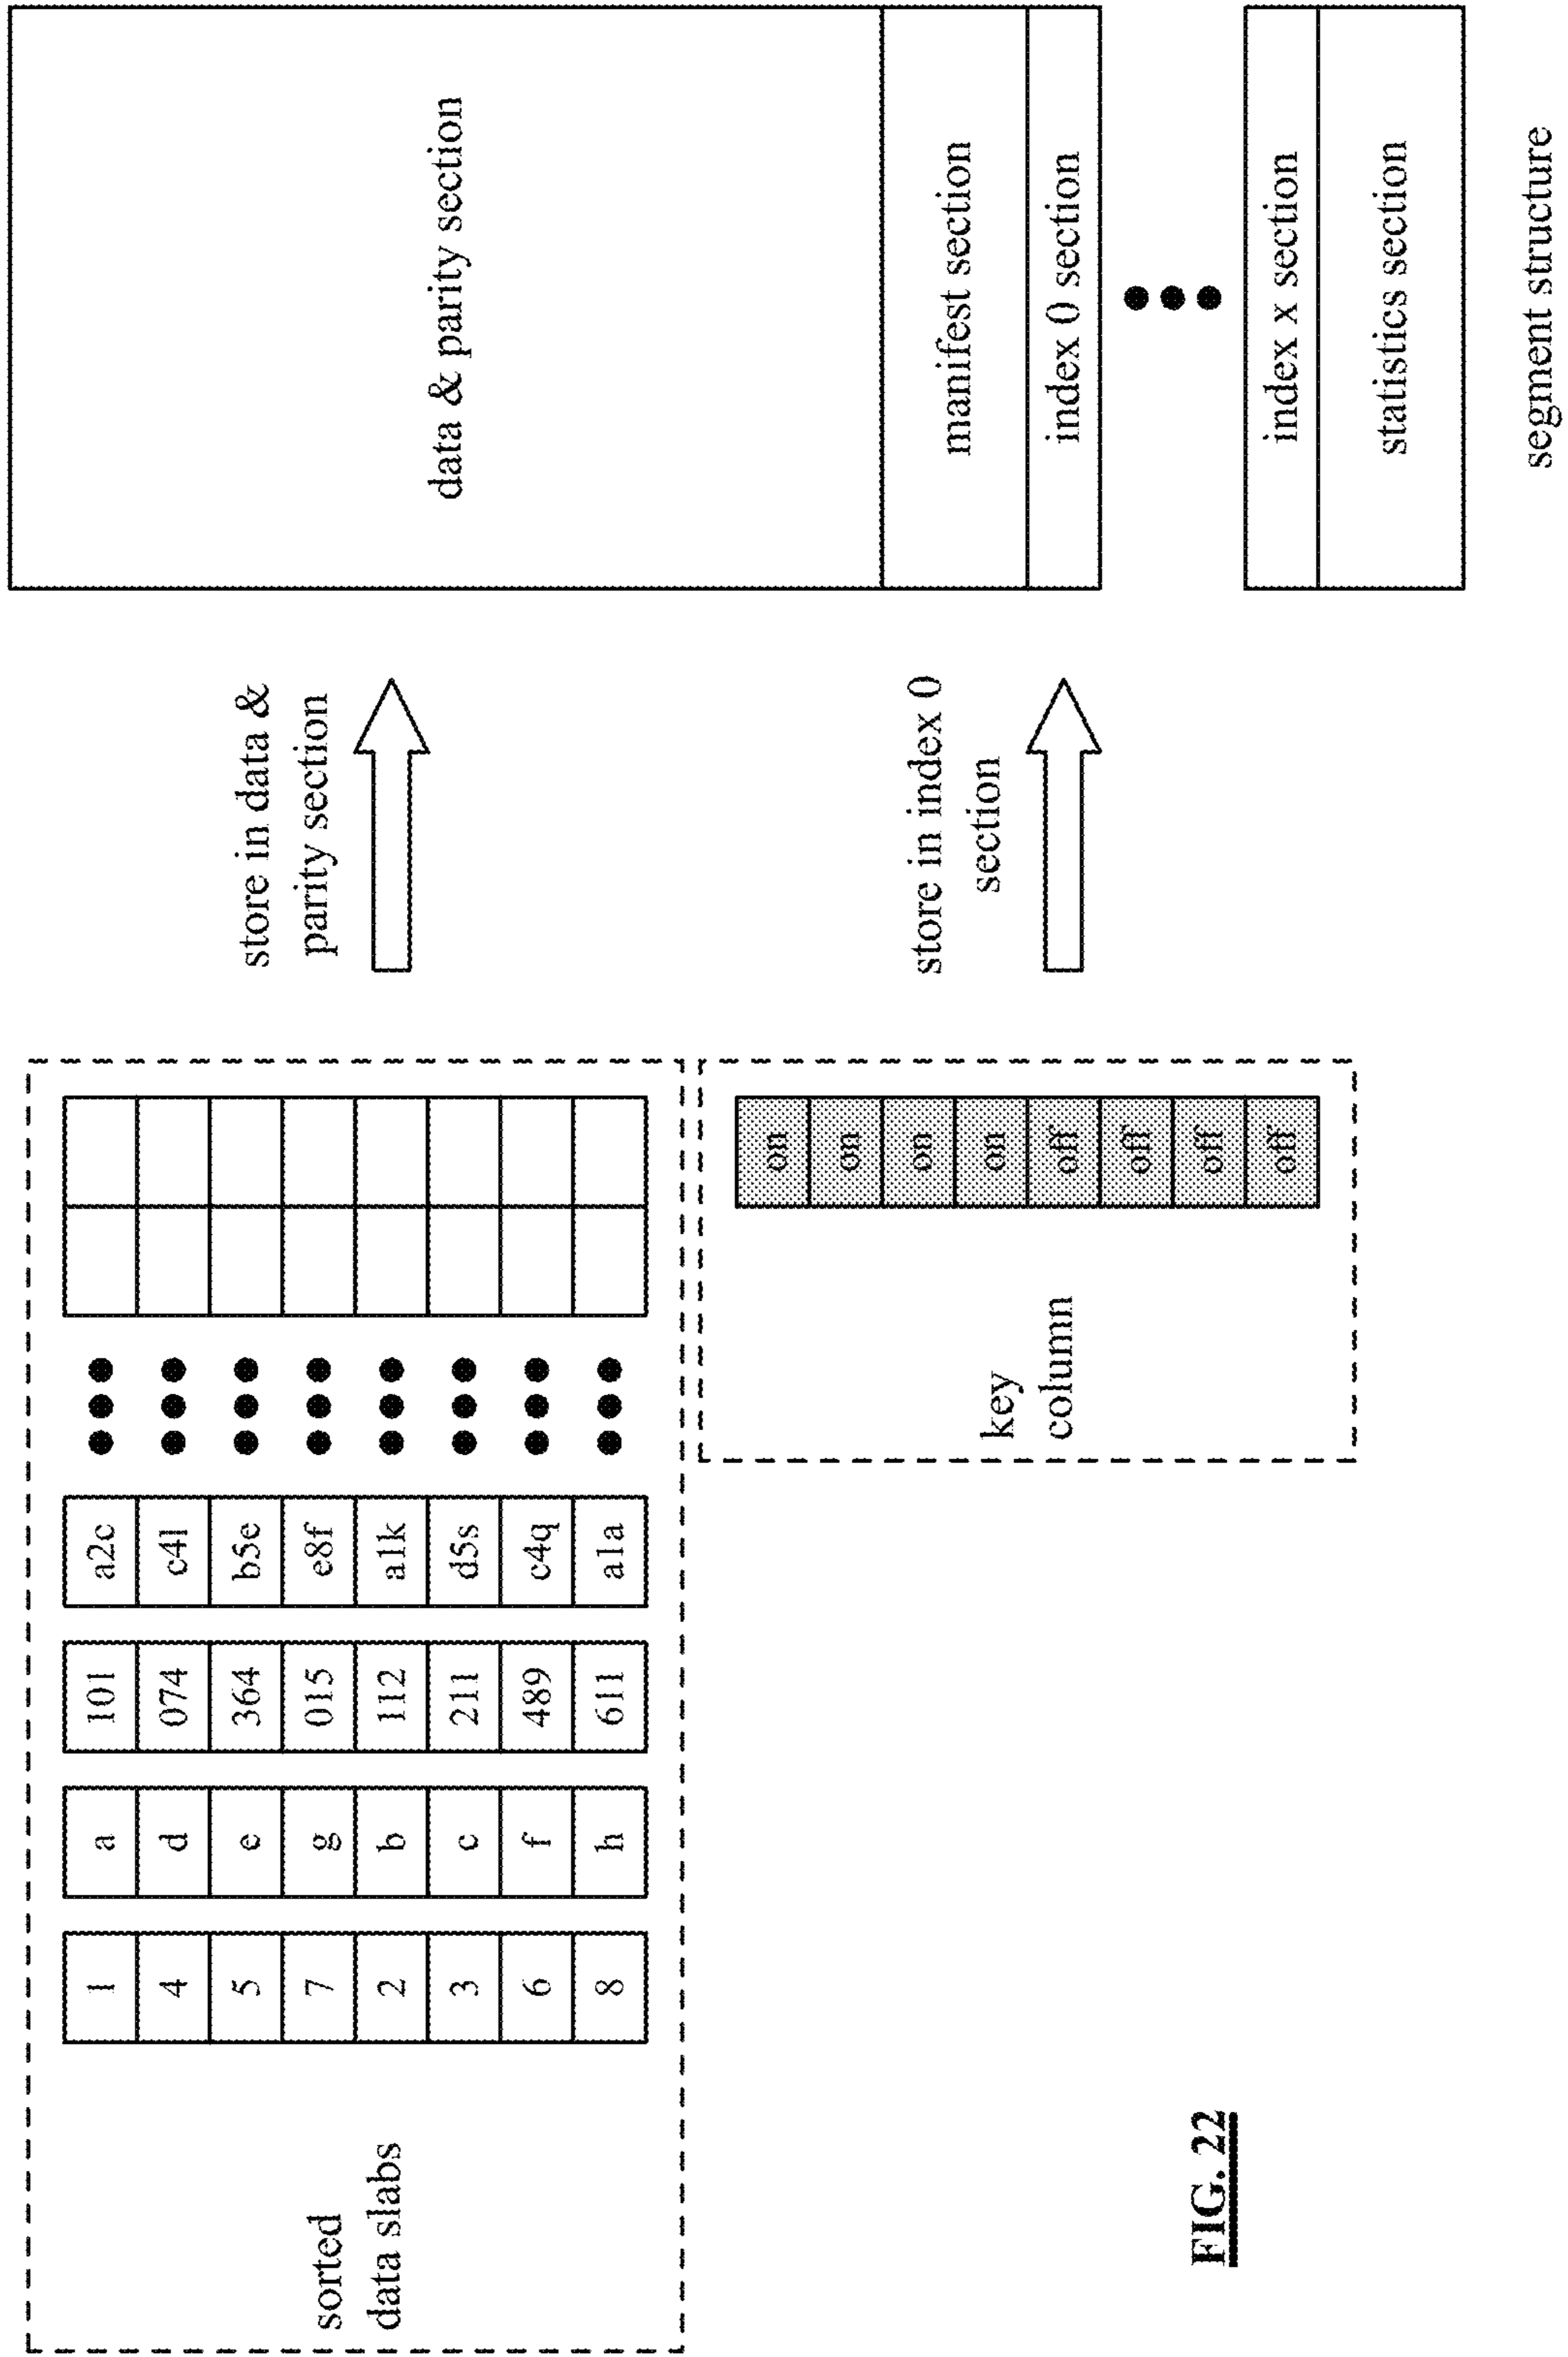 sorted
data slabs
1 a 101 a2c
4 d 074 c4l
5 e 364 b5e
7 g 015 e8f
2 b 112 a1k
3 c 211 d5s
6 f 489 c4q
8 h 611 a1a
store in data &
parity section
data & parity section
key
column
on
on
on
on
off
off
off
off
store in index 0
section
manifest section
index 0 section
index x section
statistics section
segment structure
FIG. 22